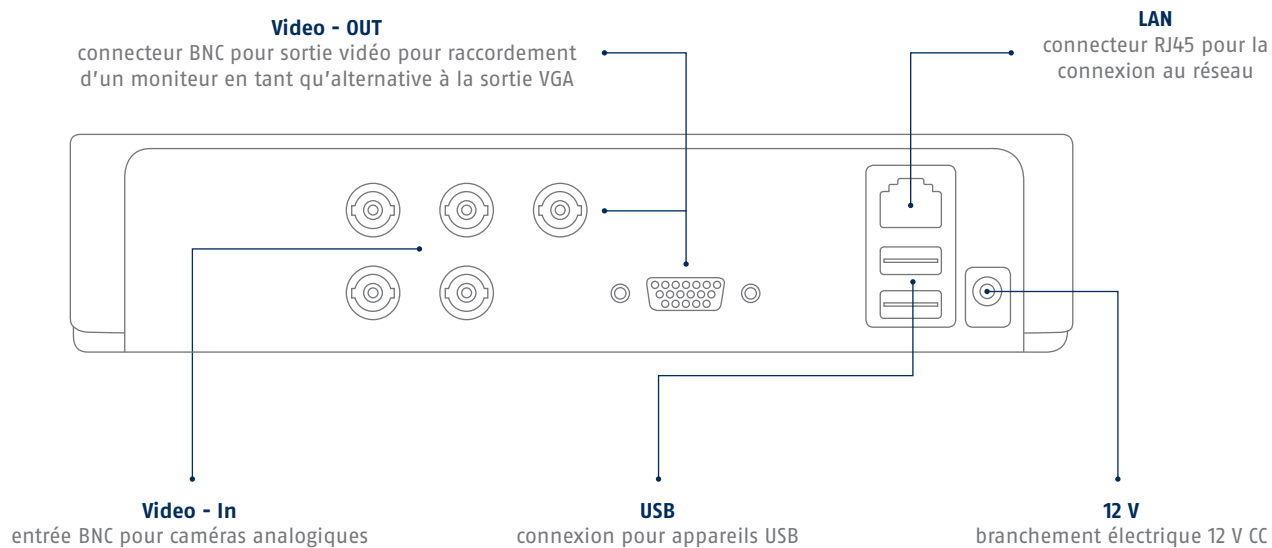 Video - OUT
connecteur BNC pour sortie vidéo pour raccordement
d'un moniteur en tant qu'alternative à la sortie VGA
LAN
connecteur RJ45 pour la
connexion au réseau
Video - In
entrée BNC pour caméras analogiques
USB
connexion pour appareils USB
12 V
branchement électrique 12 V CC